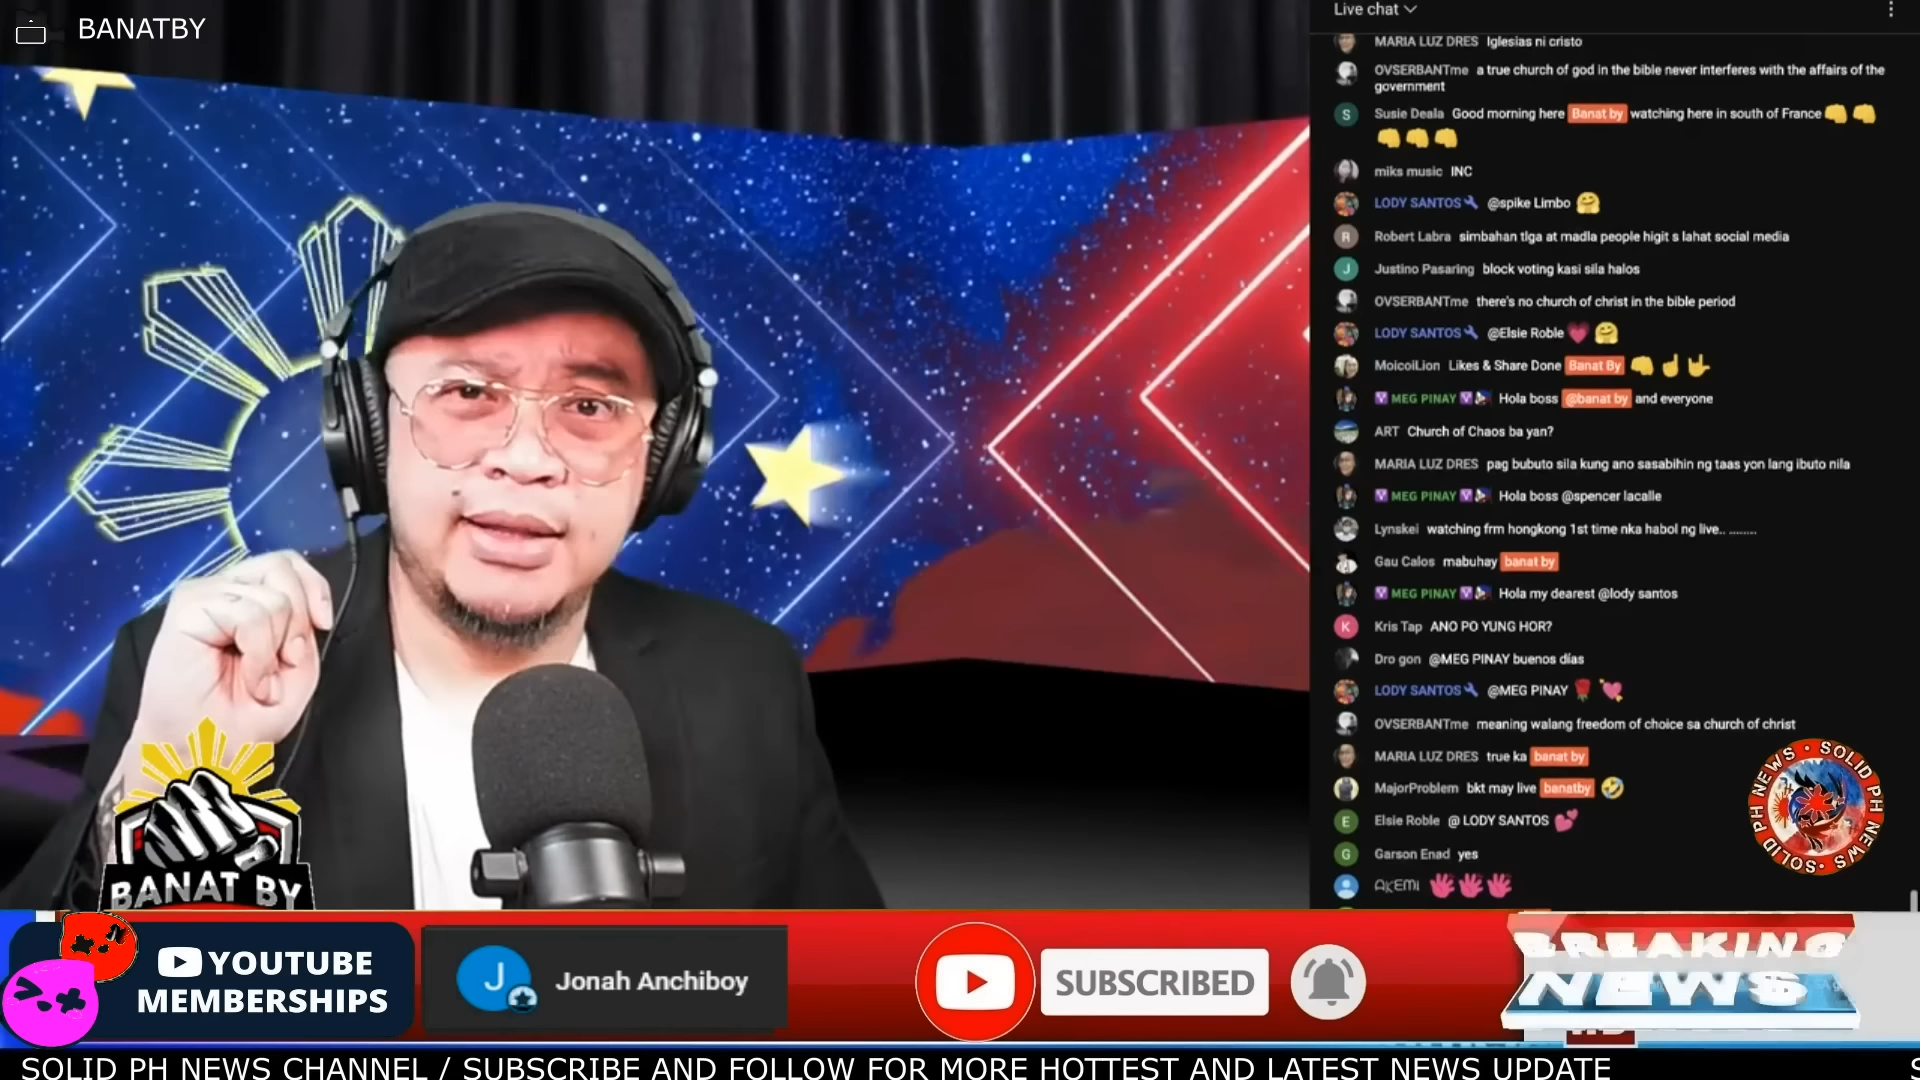 BANATBY
Live chat
MARIA LUZ DRES Iglesias ni cristo
OVSERBANTme a true church of god in the bible never interferes with the affairs of the
government
S Susie Deala Good morning here Banat by watching here in south of France
miks music INC
LODY SANTOS @spike Limbo
R Robert Labra simbahan tlga at madla people higit s lahat social media
J Justino Pasaring block voting kasi sila halos
OVSERBANTme there's no church of christ in the bible period
LODY SANTOS @Elsie Roble
MoicolLion Likes & Share Done Banat By
MEG PINAY Hola boss @banat by and everyone
ART Church of Chaos ba yan?
MARIA LUZ DRES pag bubuto sila kung ano sasabihin ng taas yon lang ibuto nila
MEG PINAY Hola boss @spencer lacalle
Lynskei watching frm hongkong 1st time nka habol ng live.. .........
Gau Calos mabuhay banat by
MEG PINAY Hola my dearest @lody santos
K Kris Tap ANO PO YUNG HOR?
Dro gon @MEG PINAY buenos días
LODY SANTOS @MEG PINAY
OVSERBANTme meaning walang freedom of choice sa church of christ
MARIA LUZ DRES true ka banat by
MajorProblem bkt may live banatby
E Elsie Roble @ LODY SANTOS
G Garson Enad yes
AKEMI
SOLID PH NEWS • SOLID PH NEWS •
BANAT BY
YOUTUBE
MEMBERSHIPS
J Jonah Anchiboy
SUBSCRIBED
BREAKING
NEWS
SOLID PH NEWS CHANNEL / SUBSCRIBE AND FOLLOW FOR MORE HOTTEST AND LATEST NEWS UPDATE